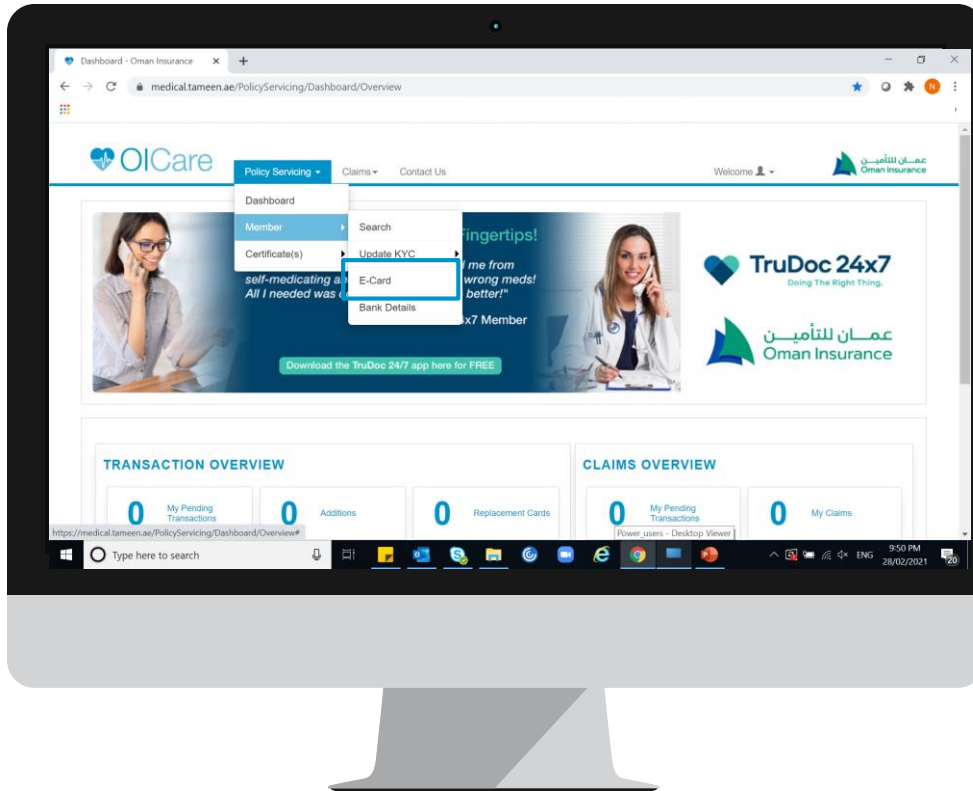 Dashboard - Oman Insurance
medical.tameen.ae/PolicyServicing/Dashboard/Overview
N
OICare
Policy Servicing
Claims
Contact Us
Welcome
عمـــان للتأميـــن
Oman Insurance
Dashboard
Member
Certificate(s)
Search
Update KYC
E-Card
Bank Details
Fingertips!
me from
self-medicating a
wrong meds!
All I needed was
better!"
x7 Member
Download the TruDoc 24/7 app here for FREE
TruDoc 24x7
Doing The Right Thing.
عمـــان للتأميـــن
Oman Insurance
TRANSACTION OVERVIEW
CLAIMS OVERVIEW
0 My Pending Transactions
0 Additions
0 Replacement Cards
0 My Pending Transactions
0 My Claims
https://medical.tameen.ae/PolicyServicing/Dashboard/Overview#
Power_users - Desktop Viewer
Type here to search
ENG
9:50 PM
28/02/2021
20